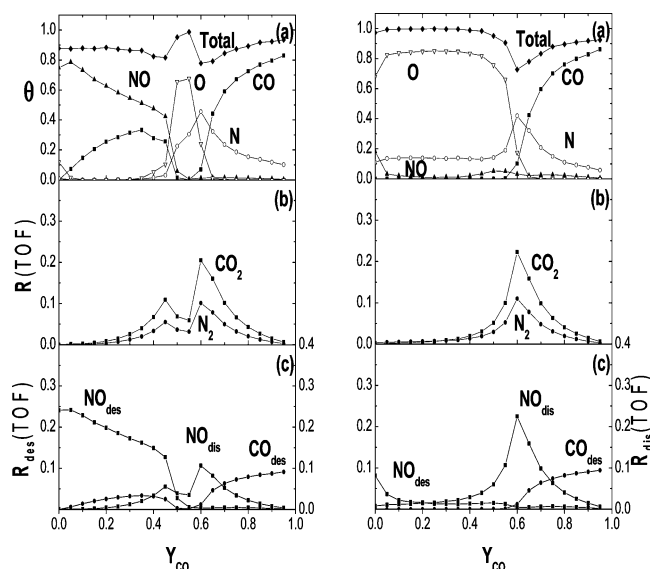 1.0 (a) 1.0 (a)
Total Total
0.8 NO O CO 0.8 O CO
θ 0.6 0.6
0.4 N 0.4 N
0.2 0.2 NO
0.0 0.0
(b) (b)
0.3 0.3
R (TOF) 0.2 CO2 0.2 CO2
0.1 N2 0.1 N2
0.0 0.4 0.0 0.4
(c) (c)
0.3 NOdes 0.3 0.3 NOdis 0.3
Rdes(TOF) 0.2 NOdis 0.2 0.2 COdes 0.2 Rdis(TOF)
0.1 COdes 0.1 0.1 NOdes 0.1
0.0 0.0 0.0 0.0
0.0 0.2 0.4 0.6 0.8 1.0 0.0 0.2 0.4 0.6 0.8 1.0
YCO YCO